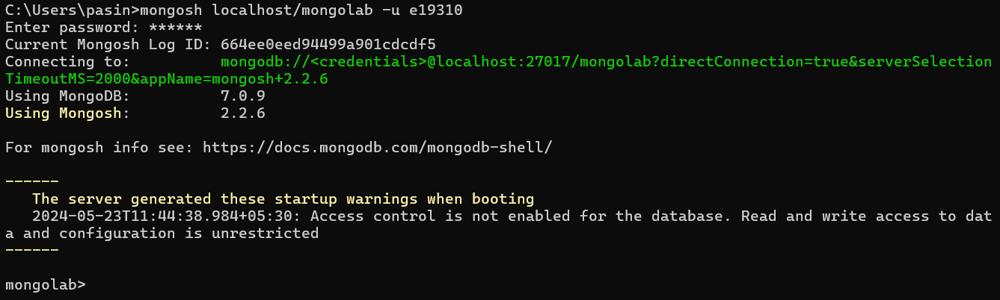 C:\Users\pasin>mongosh localhost/mongolab -u e19310
Enter password: ******
Current Mongosh Log ID: 664ee0eed94499a901cdcdf5
Connecting to:          mongodb://<credentials>@localhost:27017/mongolab?directConnection=true&serverSelection
TimeoutMS=2000&appName=mongosh+2.2.6
Using MongoDB:          7.0.9
Using Mongosh:          2.2.6
For mongosh info see: https://docs.mongodb.com/mongodb-shell/
------
   The server generated these startup warnings when booting
   2024-05-23T11:44:38.984+05:30: Access control is not enabled for the database. Read and write access to dat
a and configuration is unrestricted
------
mongolab>